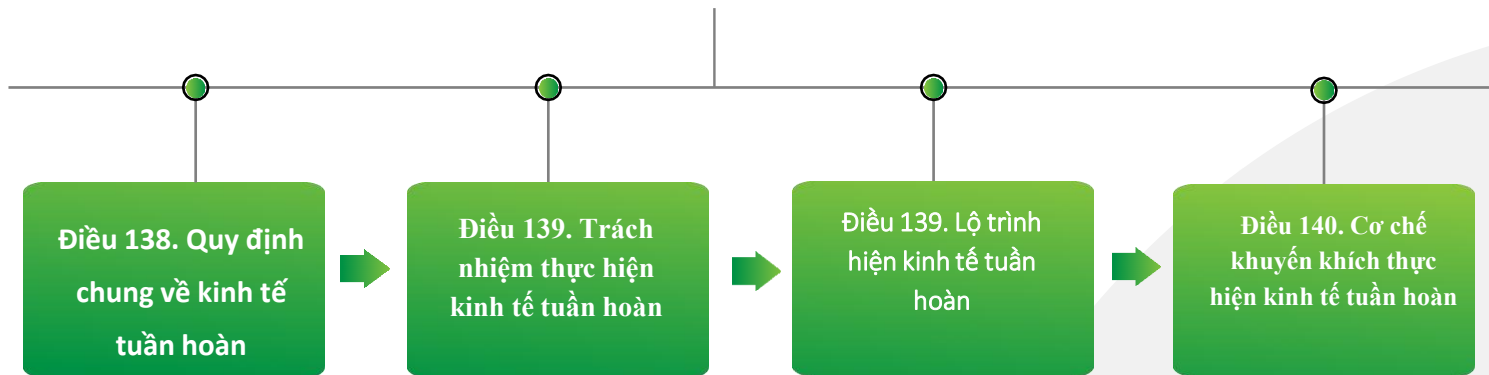 Điều 138. Quy định
chung về kinh tế
tuần hoàn
Điều 139. Trách
nhiệm thực hiện
kinh tế tuần hoàn
Điều 139. Lộ trình
hiện kinh tế tuần
hoàn
Điều 140. Cơ chế
khuyến khích thực
hiện kinh tế tuần hoàn